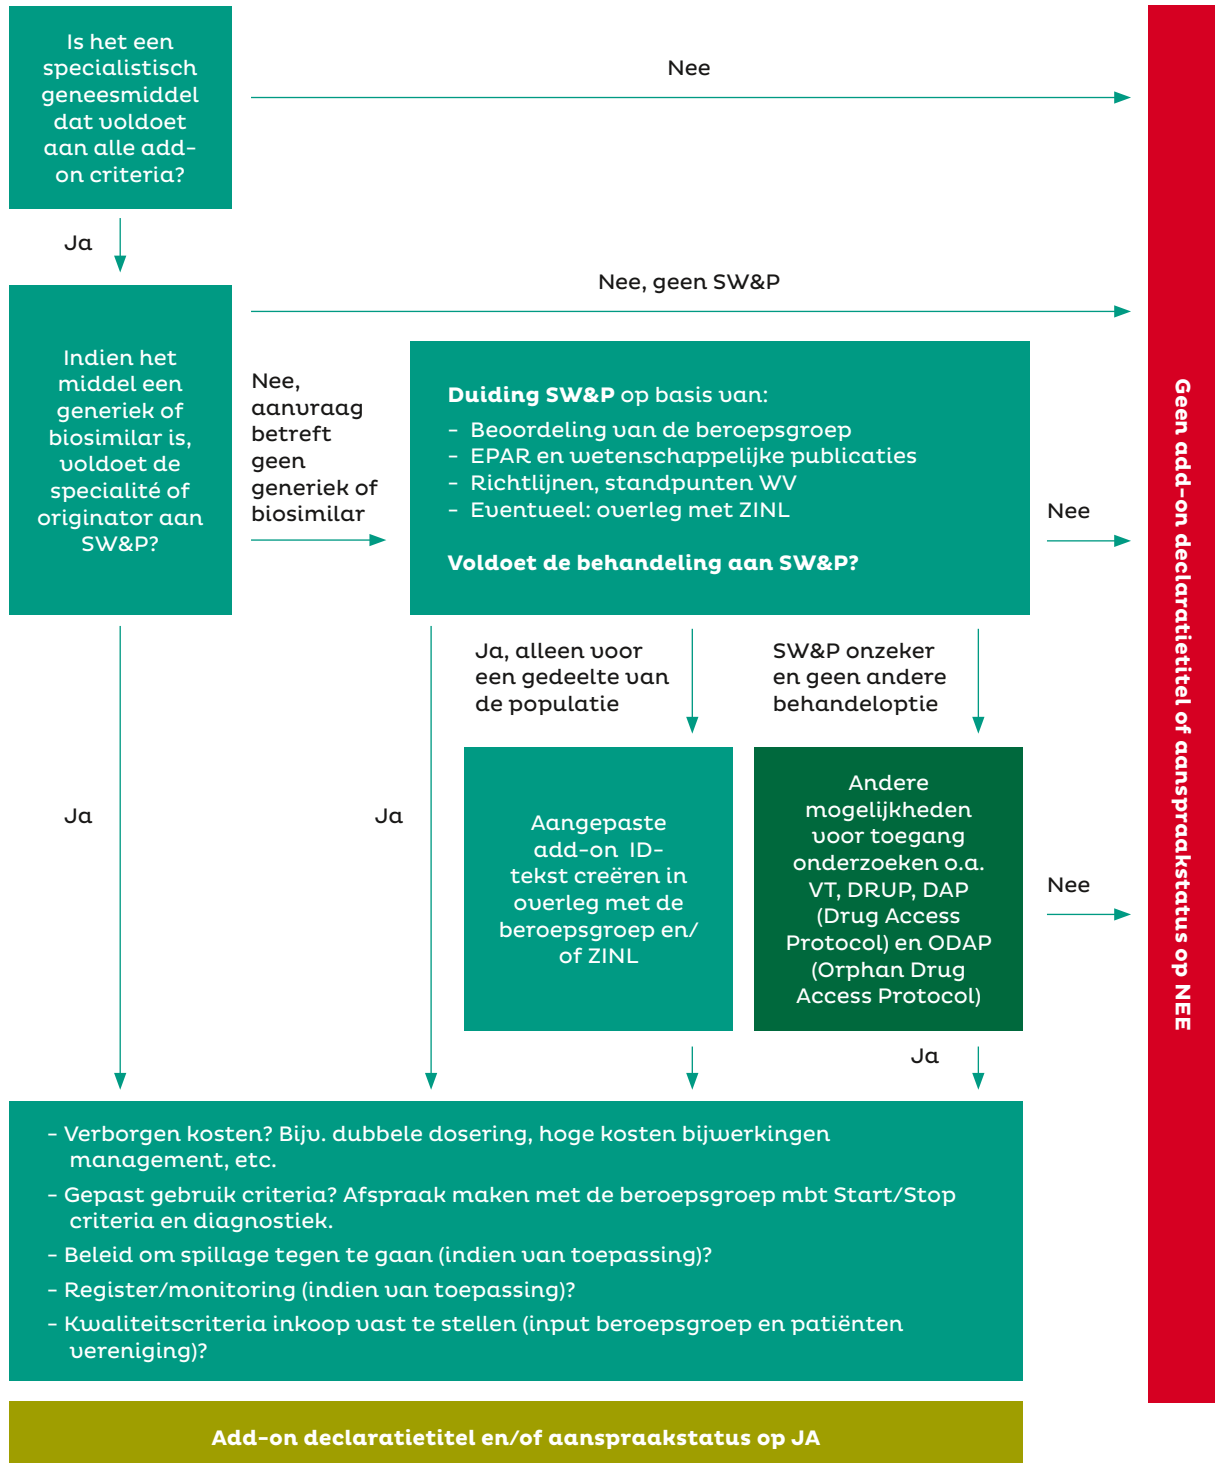 Is het een
specialistisch
geneesmiddel
dat voldoet
aan alle add-
on criteria?
Nee
Ja
Nee, geen SW&P
Indien het
middel een
generiek of
biosimilar is,
voldoet de
specialité of
originator aan
SW&P?
Nee,
aanvraag
betreft
geen
generiek of
biosimilar
Duiding SW&P op basis van:
- Beoordeling van de beroepsgroep
- EPAR en wetenschappelijke publicaties
- Richtlijnen, standpunten WV
- Eventueel: overleg met ZINL
Voldoet de behandeling aan SW&P?
Nee
Ja
Ja
Ja, alleen voor
een gedeelte van
de populatie
SW&P onzeker
en geen andere
behandeloptie
Aangepaste
add-on ID-
tekst creëren in
overleg met de
beroepsgroep en/
of ZINL
Andere
mogelijkheden
voor toegang
onderzoeken o.a.
VT, DRUP, DAP
(Drug Access
Protocol) en ODAP
(Orphan Drug
Access Protocol)
Nee
Ja
- Verborgen kosten? Bijv. dubbele dosering, hoge kosten bijwerkingen
management, etc.
- Gepast gebruik criteria? Afspraak maken met de beroepsgroep mbt Start/Stop
criteria en diagnostiek.
- Beleid om spillage tegen te gaan (indien van toepassing)?
- Register/monitoring (indien van toepassing)?
- Kwaliteitscriteria inkoop vast te stellen (input beroepsgroep en patiënten
vereniging)?
Add-on declaratietitel en/of aanspraakstatus op JA
Geen add-on declaratietitel of aanspraakstatus op NEE